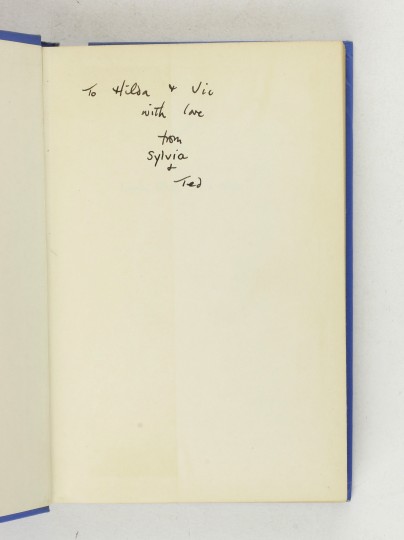 To Hilda + Vic
with love
from
Sylvia
+
Ted